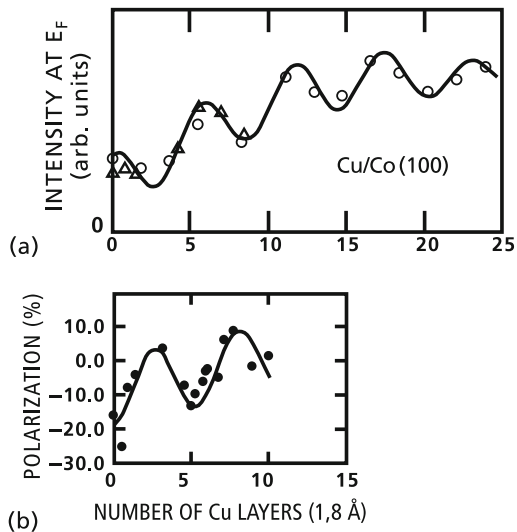 INTENSITY AT E_F
(arb. units)
0
Cu/Co (100)
0 5 10 15 20 25
(a)
POLARIZATION (%)
10.0
0.0
−10.0
−20.0
−30.0
0 5 10 15
(b)
NUMBER OF Cu LAYERS (1,8 Å)